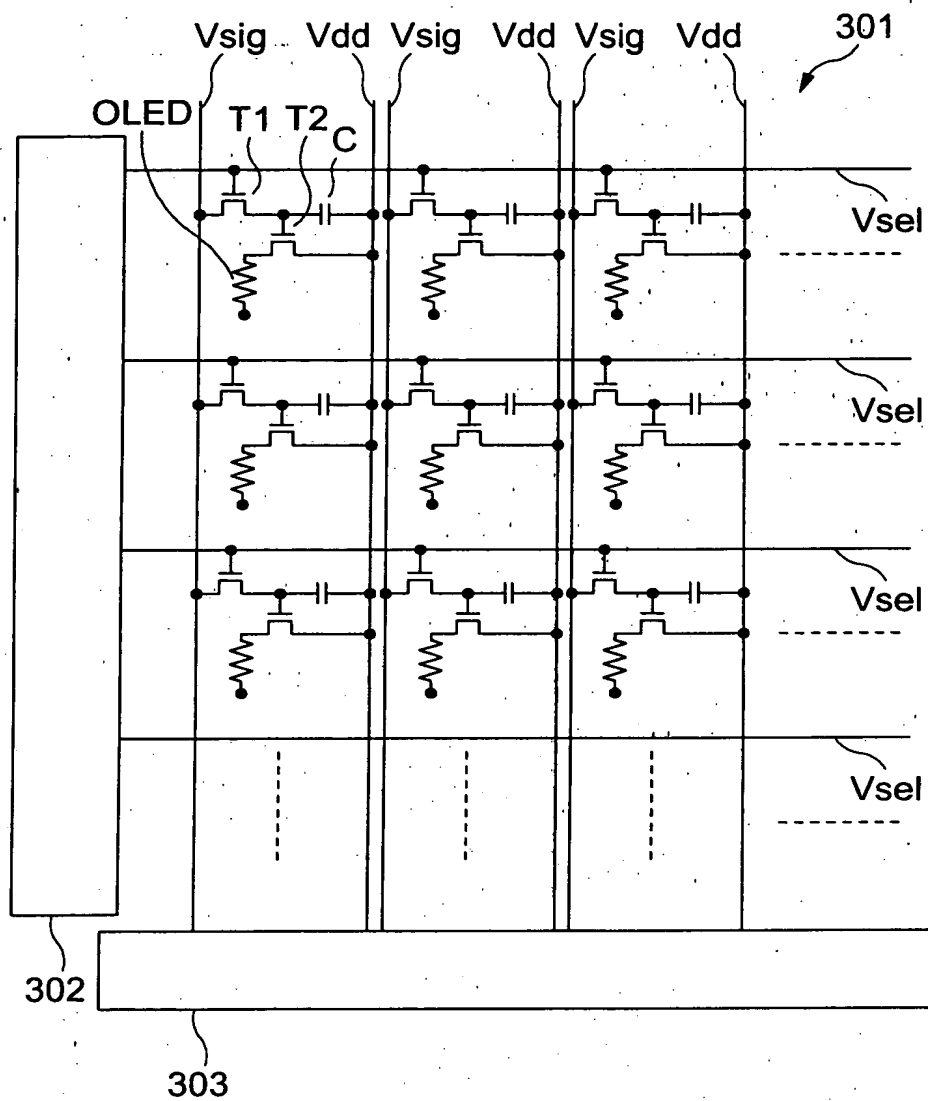 Vsig Vdd Vsig Vdd Vsig Vdd 301
OLED T1 T2 C
Vsel
Vsel
Vsel
Vsel
302
303